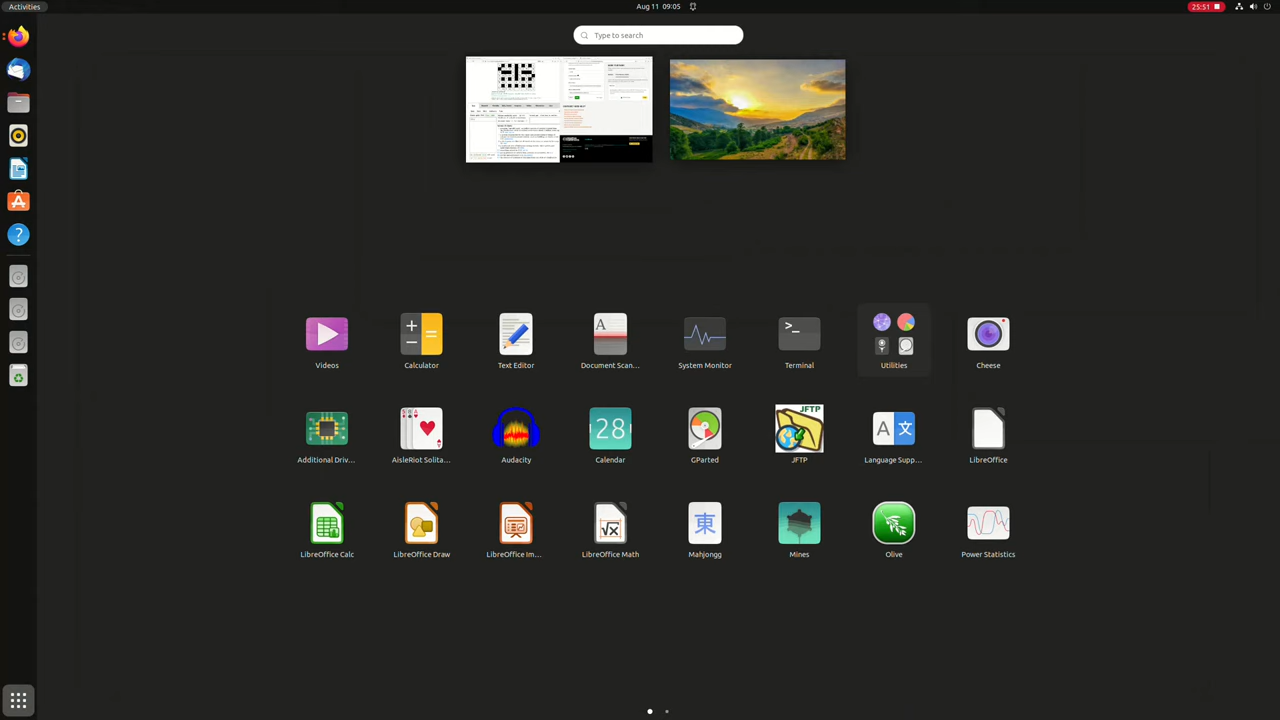 Activities
Aug 11 09:05
25:51
Type to search
Videos
Calculator
Text Editor
Document Scan...
System Monitor
Terminal
Utilities
Cheese
Additional Driv...
AisleRiot Solita...
Audacity
28
Calendar
GParted
JFTP
JFTP
A 文
Language Supp...
LibreOffice
LibreOffice Calc
LibreOffice Draw
LibreOffice Im...
LibreOffice Math
東
Mahjongg
Mines
Olive
Power Statistics